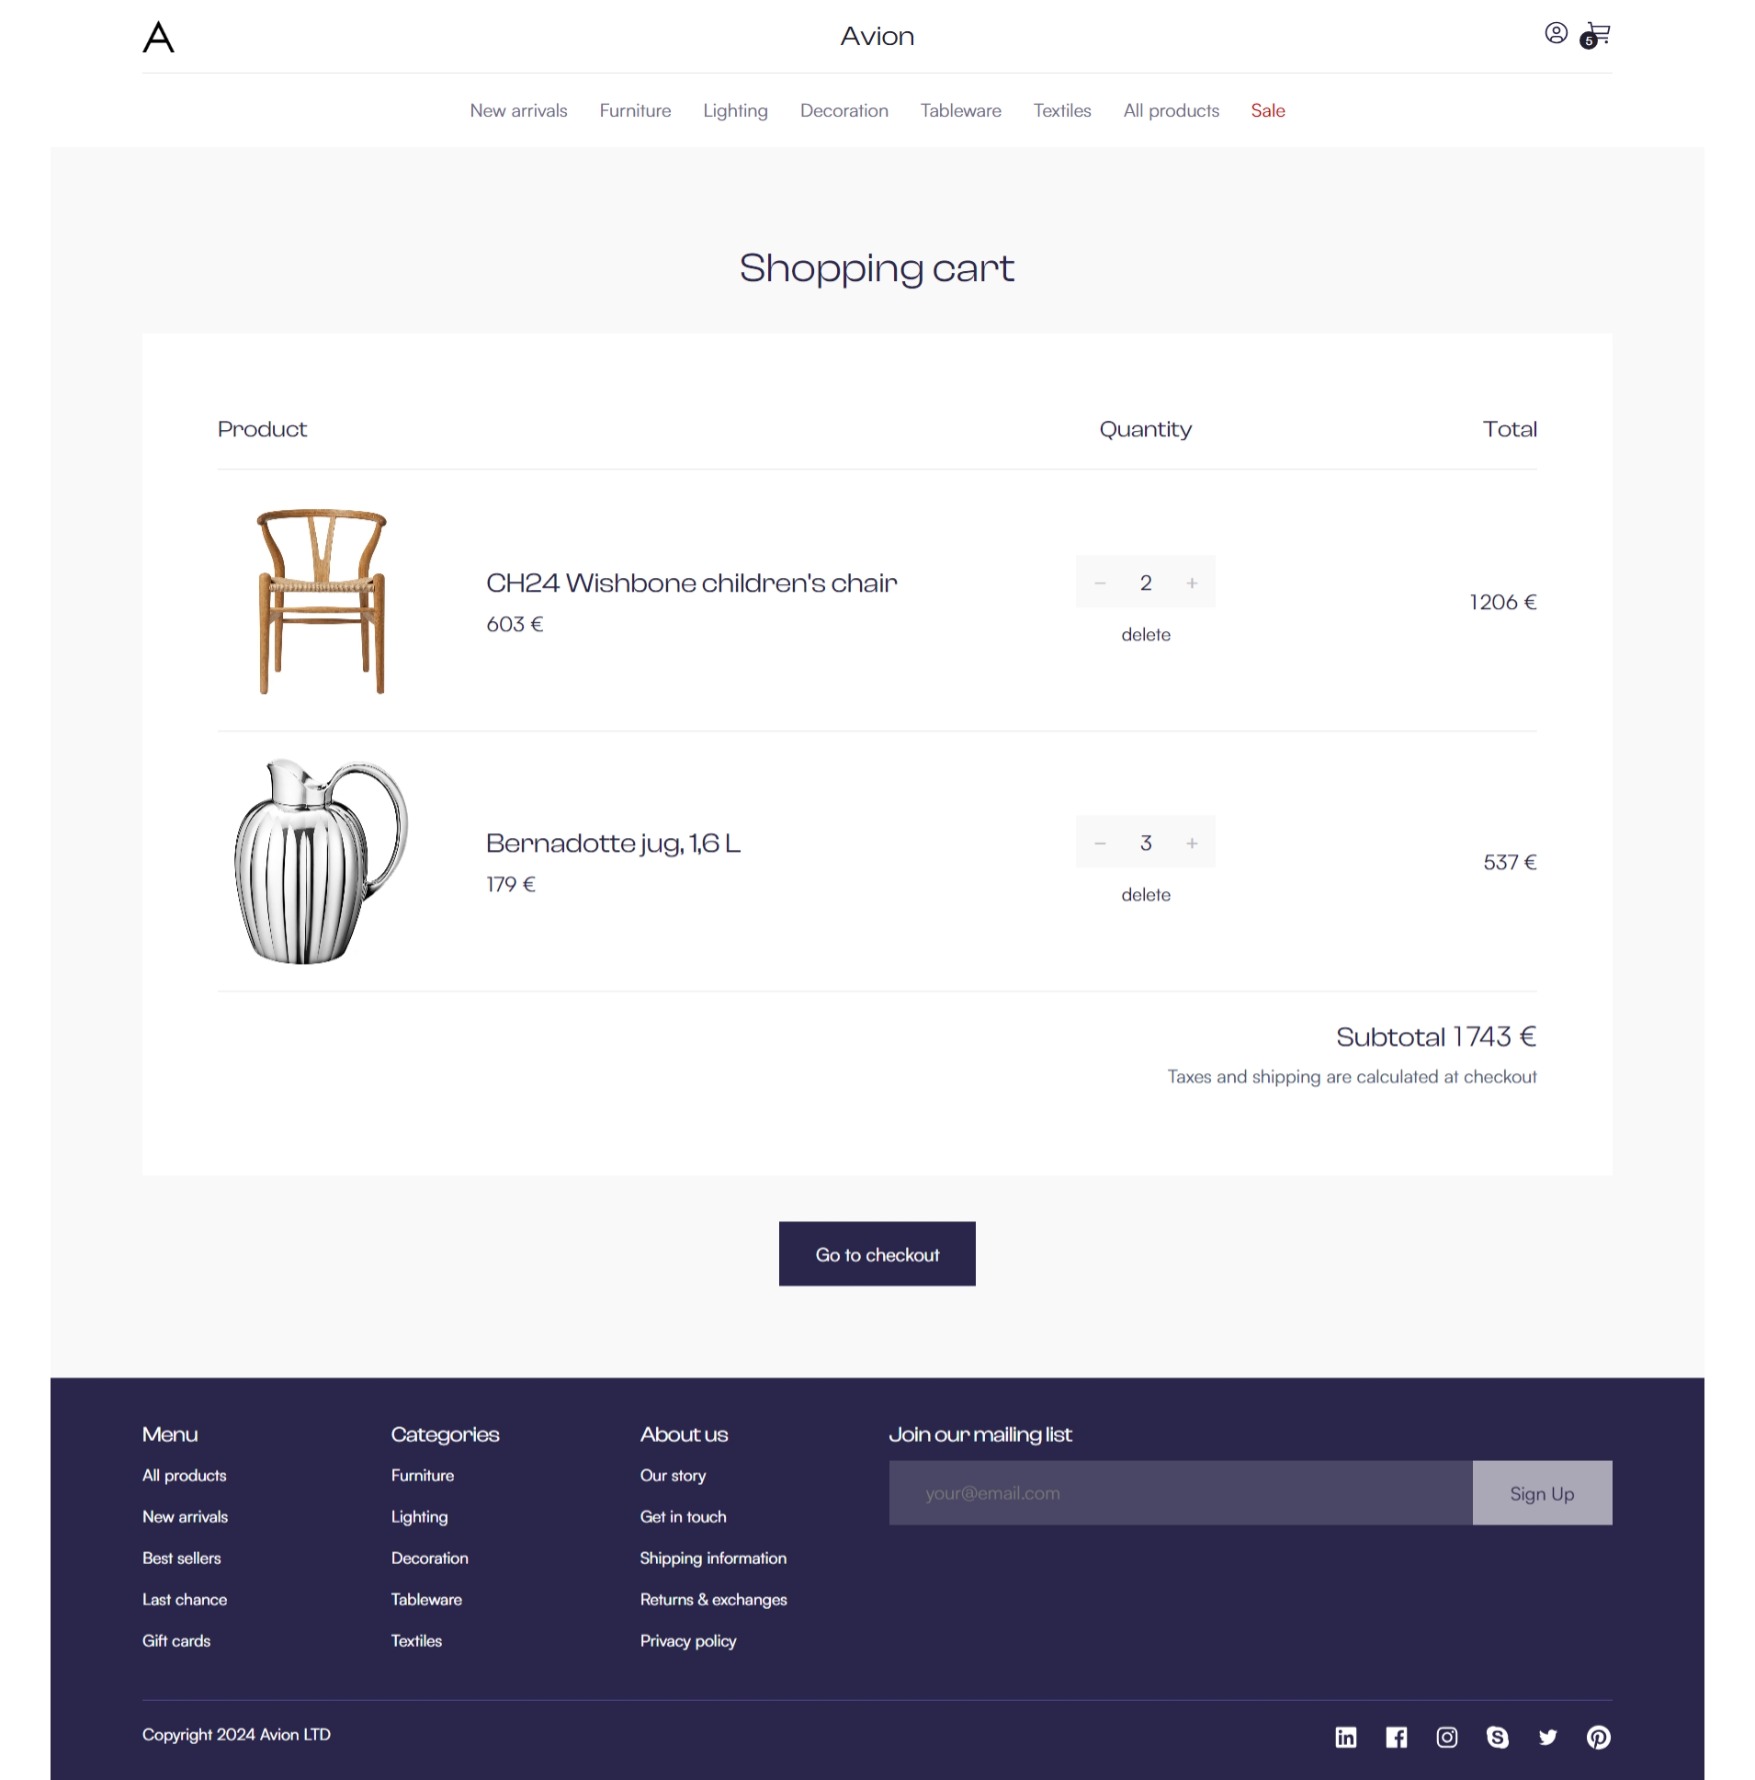 A
Avion
5
New arrivals Furniture Lighting Decoration Tableware Textiles All products Sale
Shopping cart
Product Quantity Total
CH24 Wishbone children's chair
603 €
2
delete
1206 €
Bernadotte jug, 1,6 L
179 €
3
delete
537 €
Subtotal 1743 €
Taxes and shipping are calculated at checkout
Go to checkout
Menu
All products
New arrivals
Best sellers
Last chance
Gift cards
Categories
Furniture
Lighting
Decoration
Tableware
Textiles
About us
Our story
Get in touch
Shipping information
Returns & exchanges
Privacy policy
Join our mailing list
your@email.com
Sign Up
Copyright 2024 Avion LTD